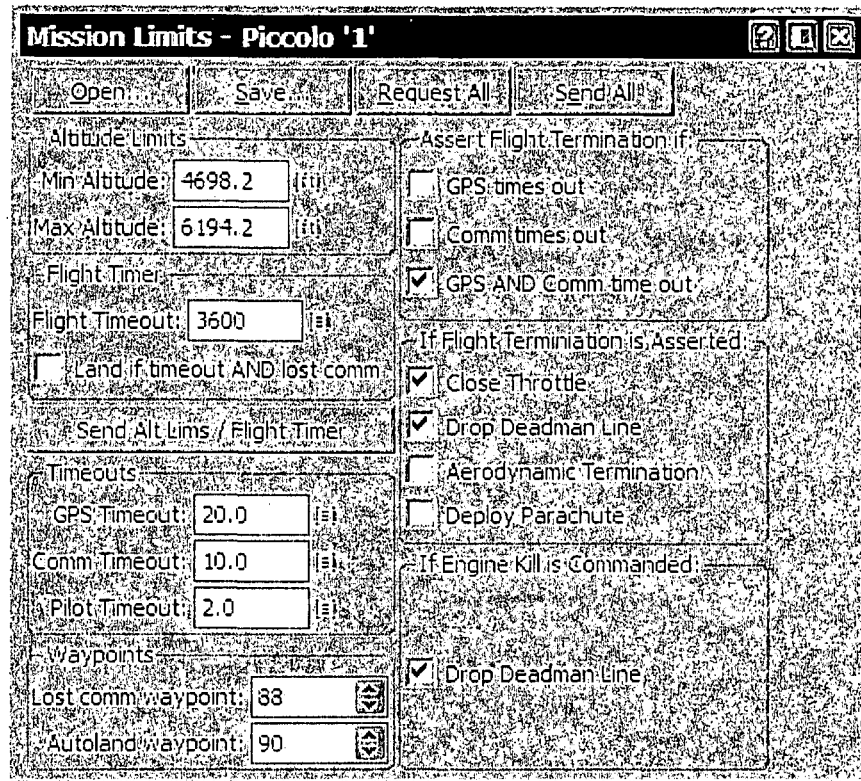 Mission Limits - Piccolo '1'
Open... Save... Request All Send All
Altitude Limits
Min Altitude: 4698.2 [ft]
Max Altitude: 6194.2 [ft]
Flight Timer
Flight Timeout: 3600 [s]
Land if timeout AND lost comm
Send Alt Lims / Flight Timer
Timeouts
GPS Timeout: 20.0 [s]
Comm Timeout: 10.0 [s]
Pilot Timeout: 2.0 [s]
Waypoints
Lost comm waypoint: 88
Autoland waypoint: 90
Assert Flight Termination if:
GPS times out
Comm times out
GPS AND Comm time out
If Flight Terminiation is Asserted:
Close Throttle
Drop Deadman Line
Aerodynamic Termination
Deploy Parachute
If Engine Kill is Commanded:
Drop Deadman Line